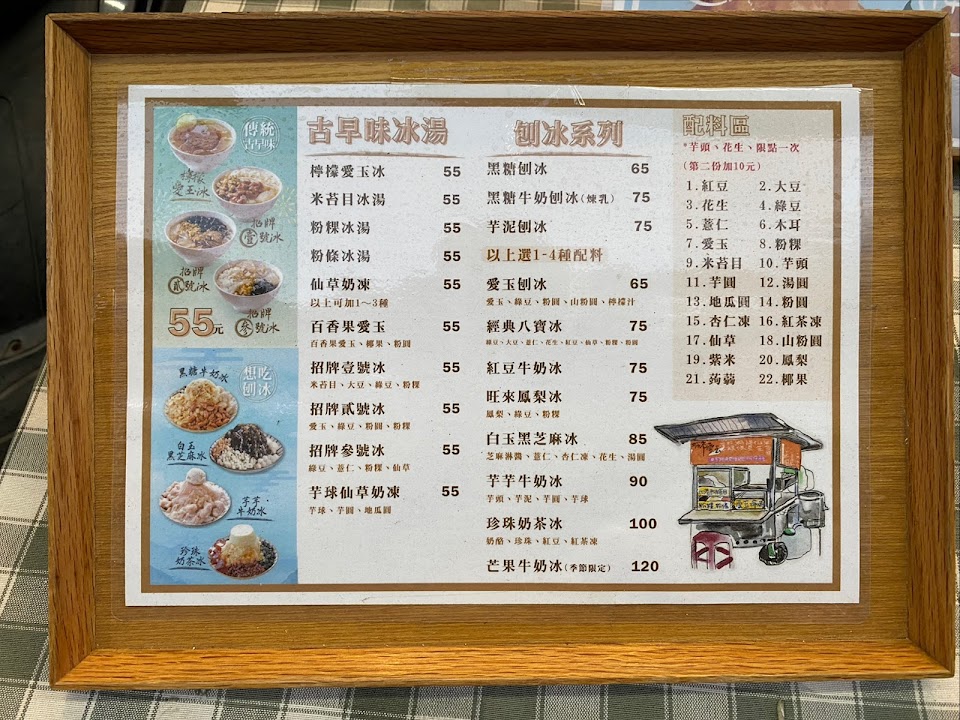 傳統
古早味
檸檬
愛玉冰
招牌
壹號冰
招牌
貳號冰
招牌
參號冰
55元
想吃
刨冰
黑糖牛奶冰
白玉
黑芝麻冰
芋芋·
牛奶冰
珍珠
奶茶冰
古早味冰湯
檸檬愛玉冰 55
米苔目冰湯 55
粉粿冰湯 55
粉條冰湯 55
仙草奶凍 55
以上可加1～3種
百香果愛玉 55
百香果愛玉、椰果、粉圓
招牌壹號冰 55
米苔目、大豆、綠豆、粉粿
招牌貳號冰 55
愛玉、綠豆、粉圓、粉粿
招牌參號冰 55
綠豆、薏仁、粉粿、仙草
芋球仙草奶凍 55
芋球、芋圓、地瓜圓
刨冰系列
黑糖刨冰 65
黑糖牛奶刨冰(煉乳) 75
芋泥刨冰 75
以上選1-4種配料
愛玉刨冰 65
愛玉、綠豆、粉圓、山粉圓、檸檬汁
經典八寶冰 75
綠豆、大豆、薏仁、花生、紅豆、仙草、粉粿、粉圓
紅豆牛奶冰 75
旺來鳳梨冰 75
鳳梨、綠豆、粉粿
白玉黑芝麻冰 85
芝麻淋醬、薏仁、杏仁凍、花生、湯圓
芋芋牛奶冰 90
芋頭、芋泥、芋圓、芋球
珍珠奶茶冰 100
奶酪、珍珠、紅豆、紅茶凍
芒果牛奶冰(季節限定) 120
配料區
*芋頭、花生、限點一次
(第二份加10元)
1.紅豆 2.大豆
3.花生 4.綠豆
5.薏仁 6.木耳
7.愛玉 8.粉粿
9.米苔目 10.芋頭
11.芋圓 12.湯圓
13.地瓜圓 14.粉圓
15.杏仁凍 16.紅茶凍
17.仙草 18.山粉圓
19.紫米 20.鳳梨
21.蒟蒻 22.椰果